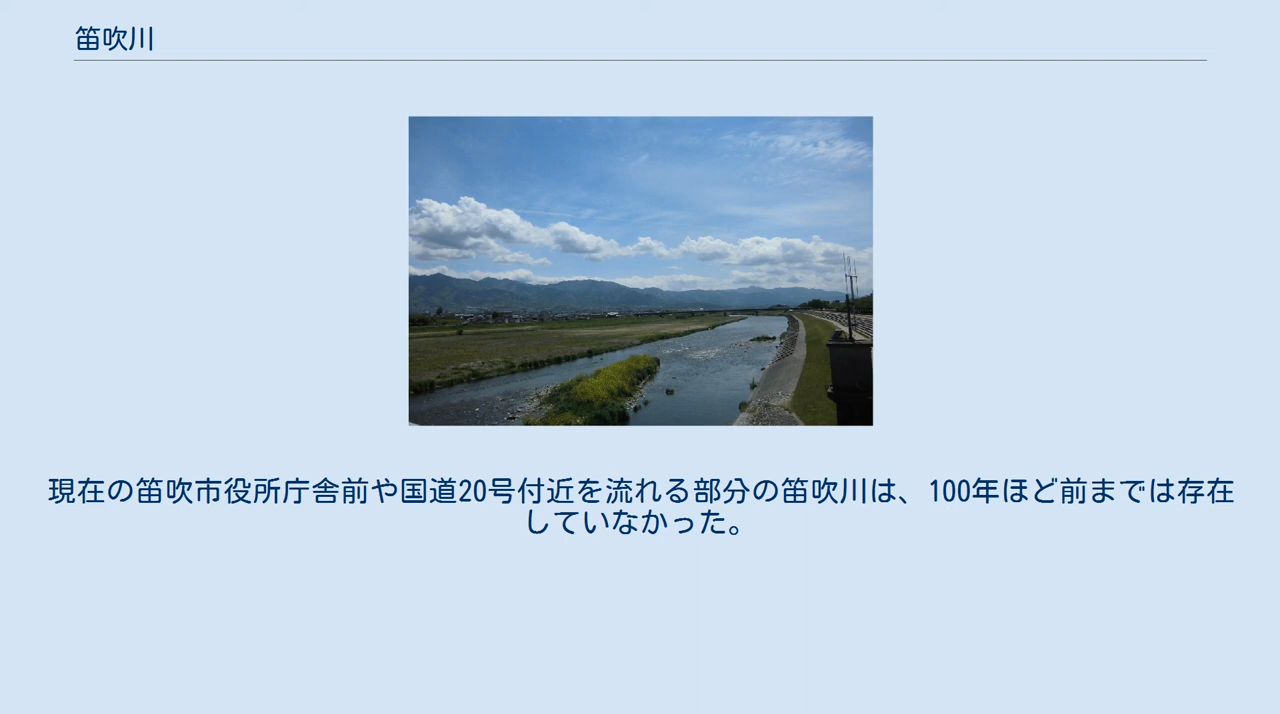 笛吹川
現在の笛吹市役所庁舎前や国道20号付近を流れる部分の笛吹川は、100年ほど前までは存在
していなかった。